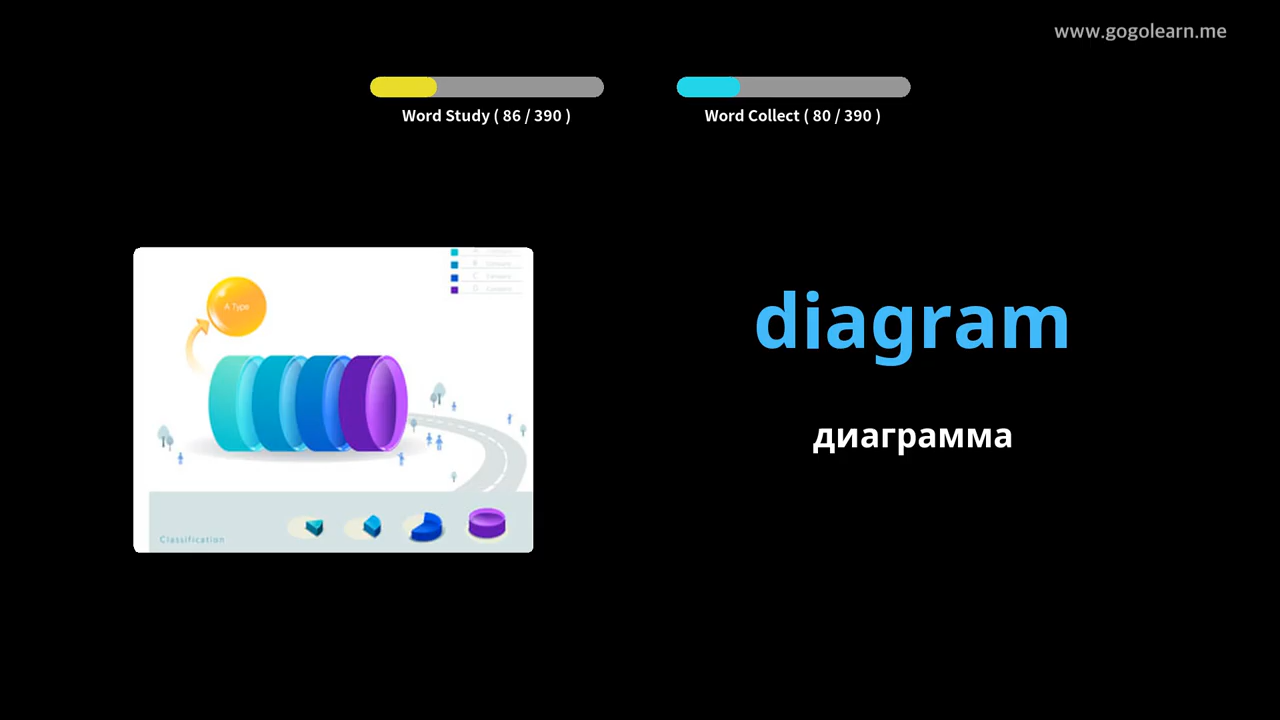 www.gogolearn.me
Word Study ( 86 / 390 )
Word Collect ( 80 / 390 )
A Type
B
C
D
diagram
диаграмма
Classification